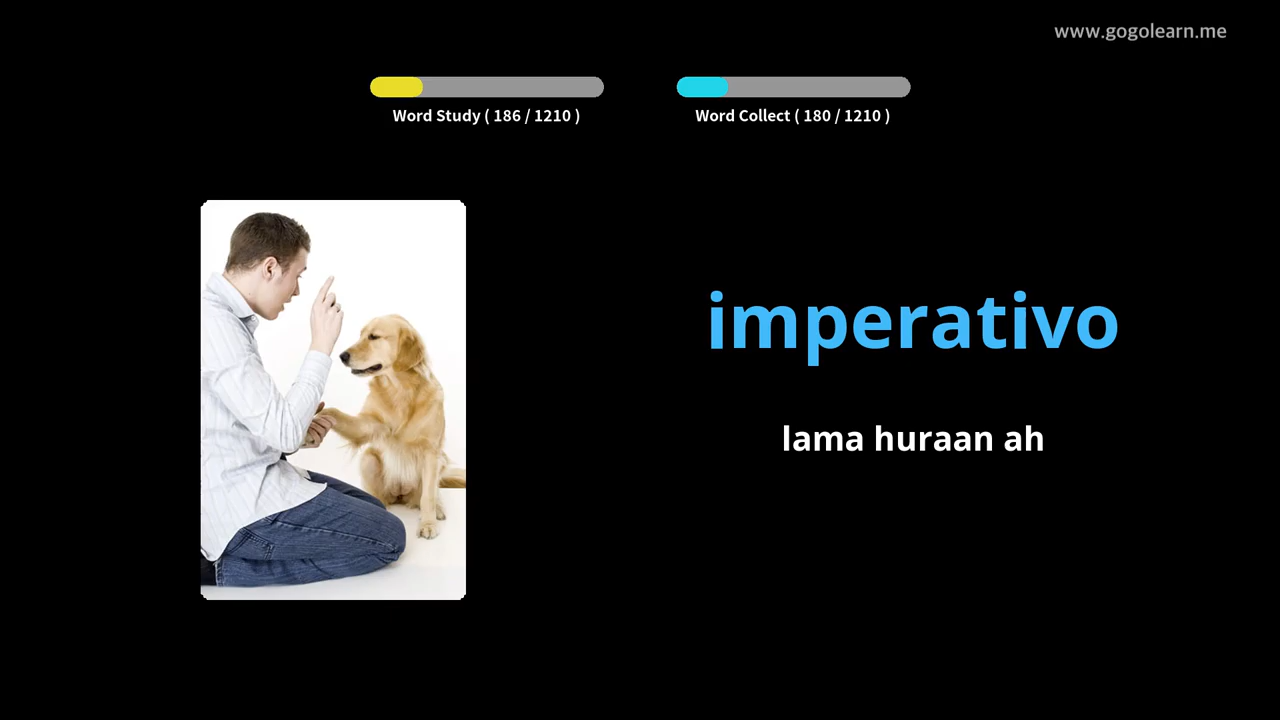 www.gogolearn.me
Word Study ( 186 / 1210 )
Word Collect ( 180 / 1210 )
imperativo
lama huraan ah